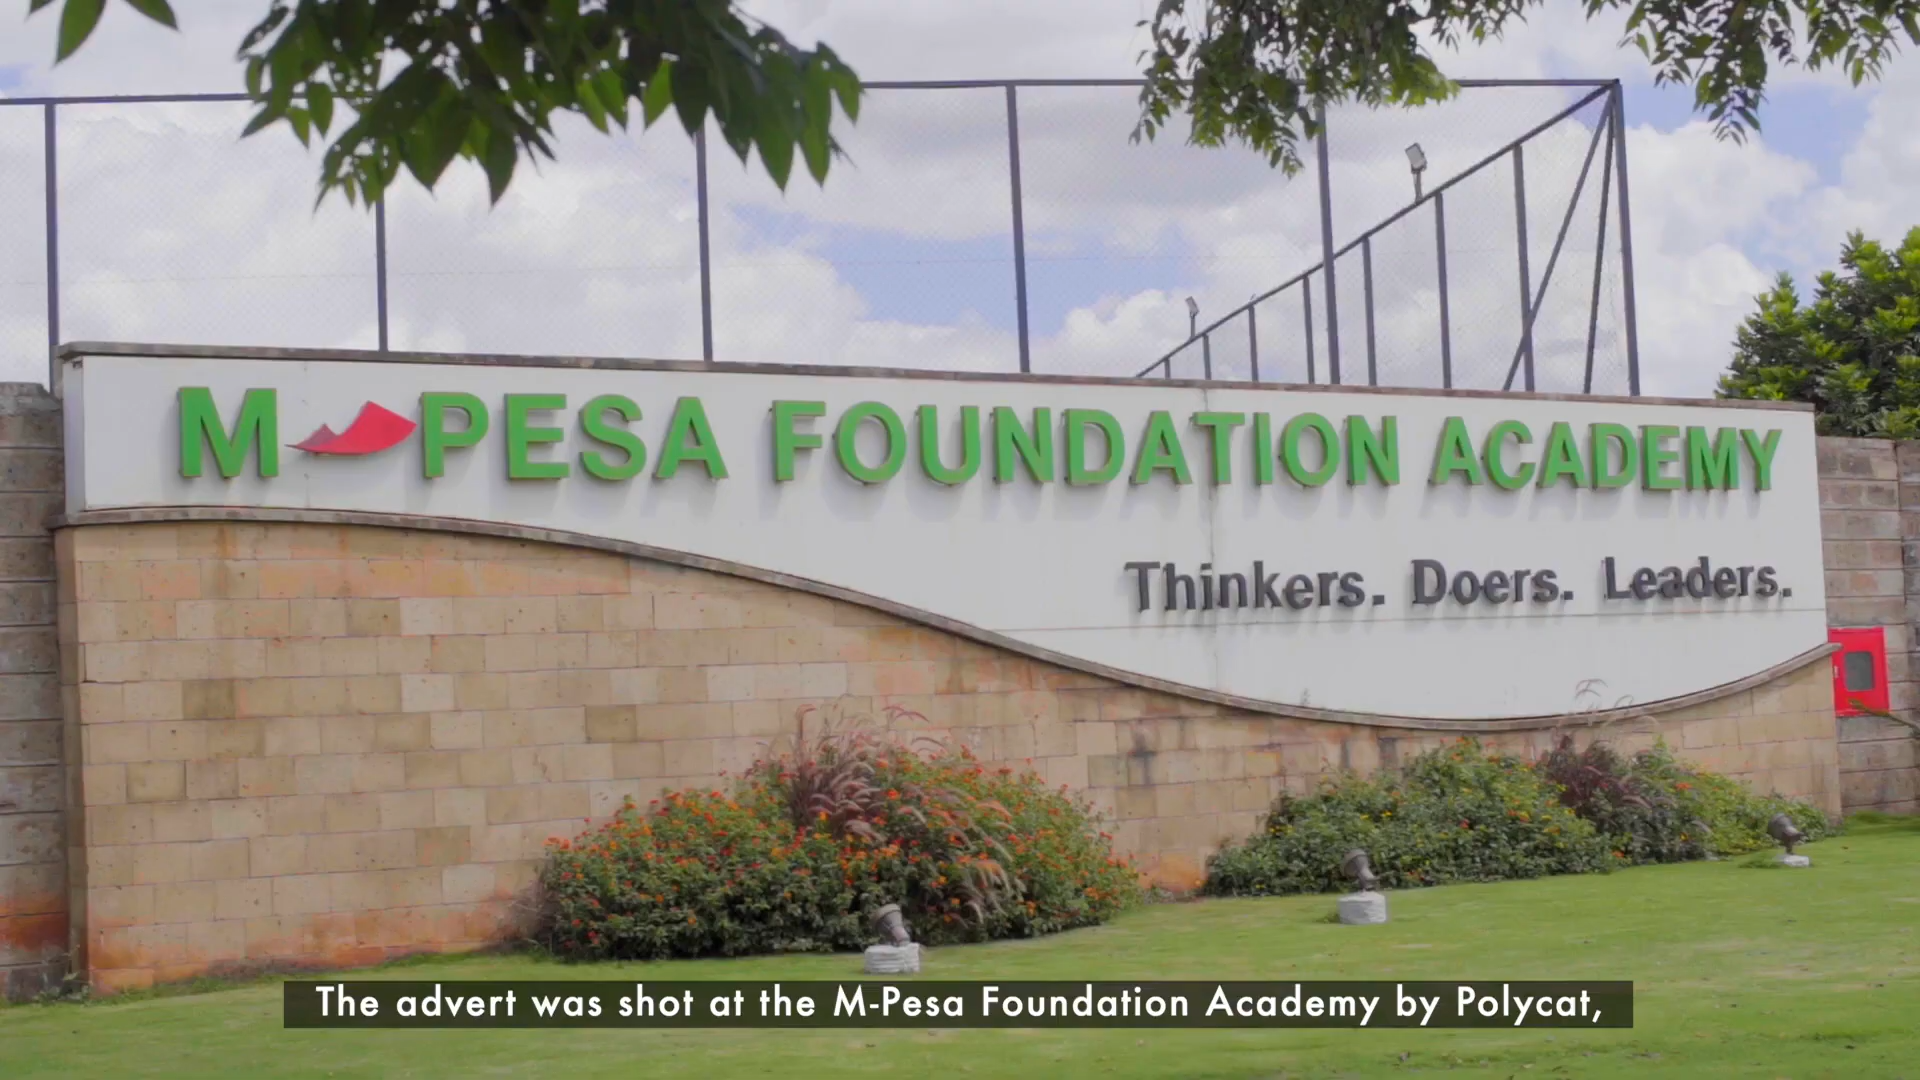 M-PESA FOUNDATION ACADEMY
Thinkers. Doers. Leaders.
The advert was shot at the M-Pesa Foundation Academy by Polycat,